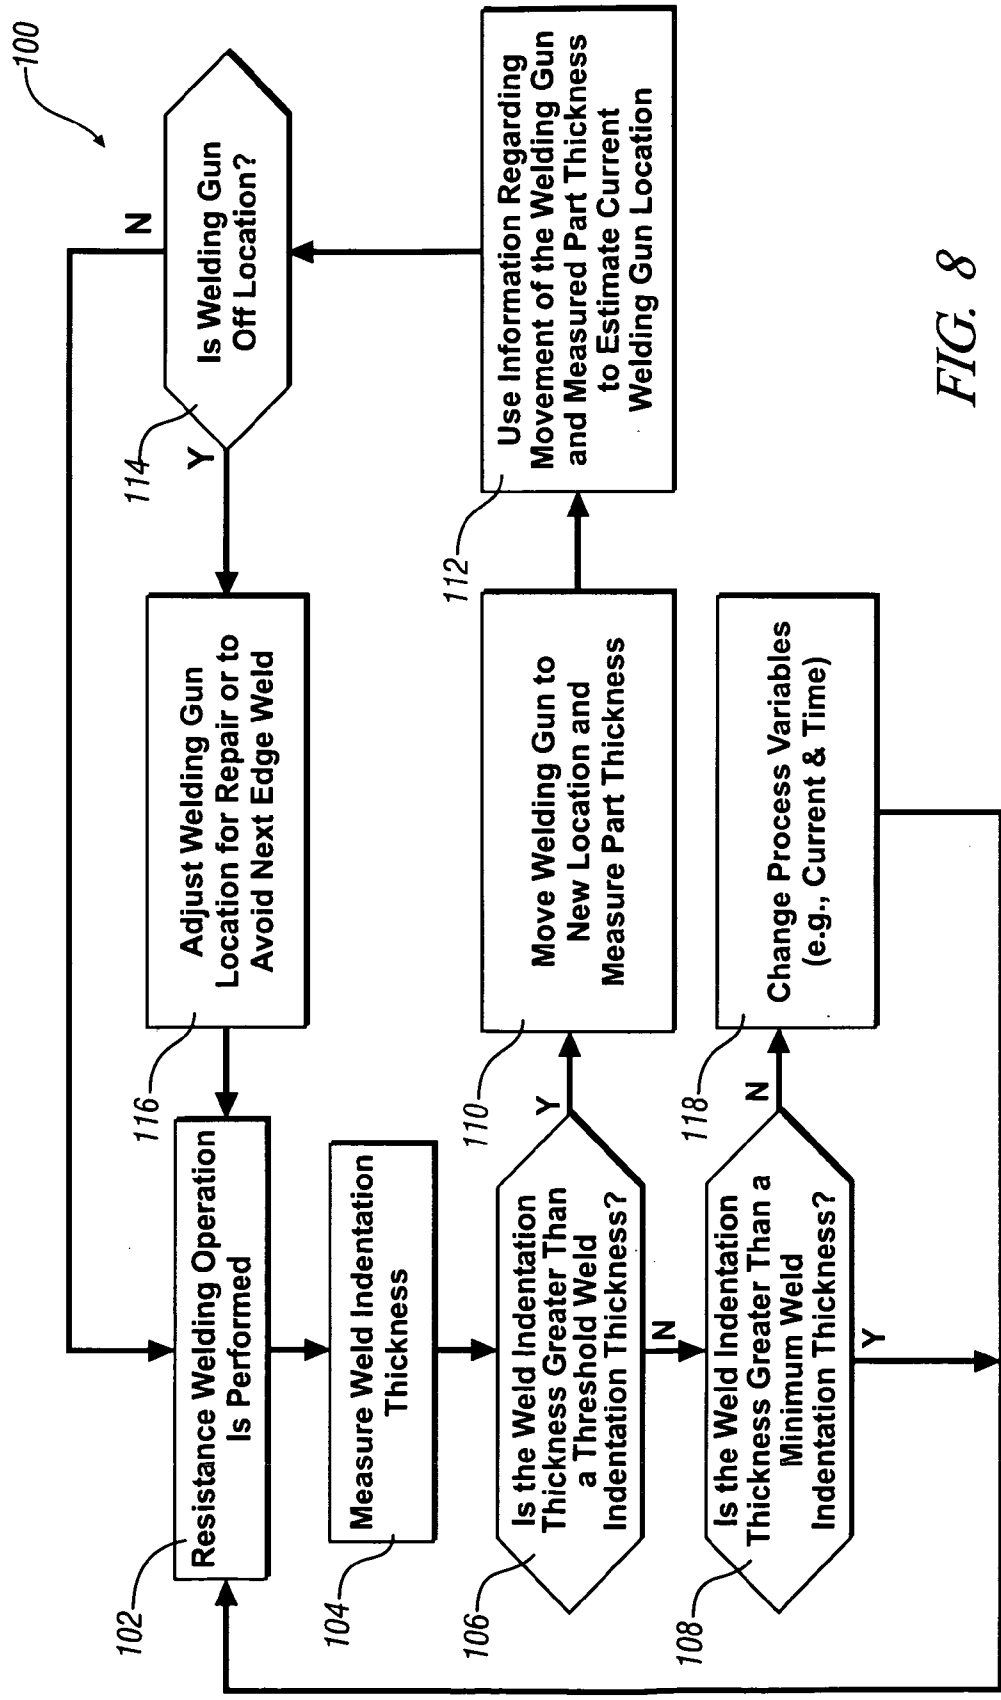 100
102
Resistance Welding Operation
Is Performed
104
Measure Weld Indentation
Thickness
106
Is the Weld Indentation
Thickness Greater Than
a Threshold Weld
Indentation Thickness?
Y
N
108
Is the Weld Indentation
Thickness Greater Than a
Minimum Weld
Indentation Thickness?
N
Y
110
Move Welding Gun to
New Location and
Measure Part Thickness
112
Use Information Regarding
Movement of the Welding Gun
and Measured Part Thickness
to Estimate Current
Welding Gun Location
114
Is Welding Gun
Off Location?
N
Y
116
Adjust Welding Gun
Location for Repair or to
Avoid Next Edge Weld
118
Change Process Variables
(e.g., Current & Time)
FIG. 8